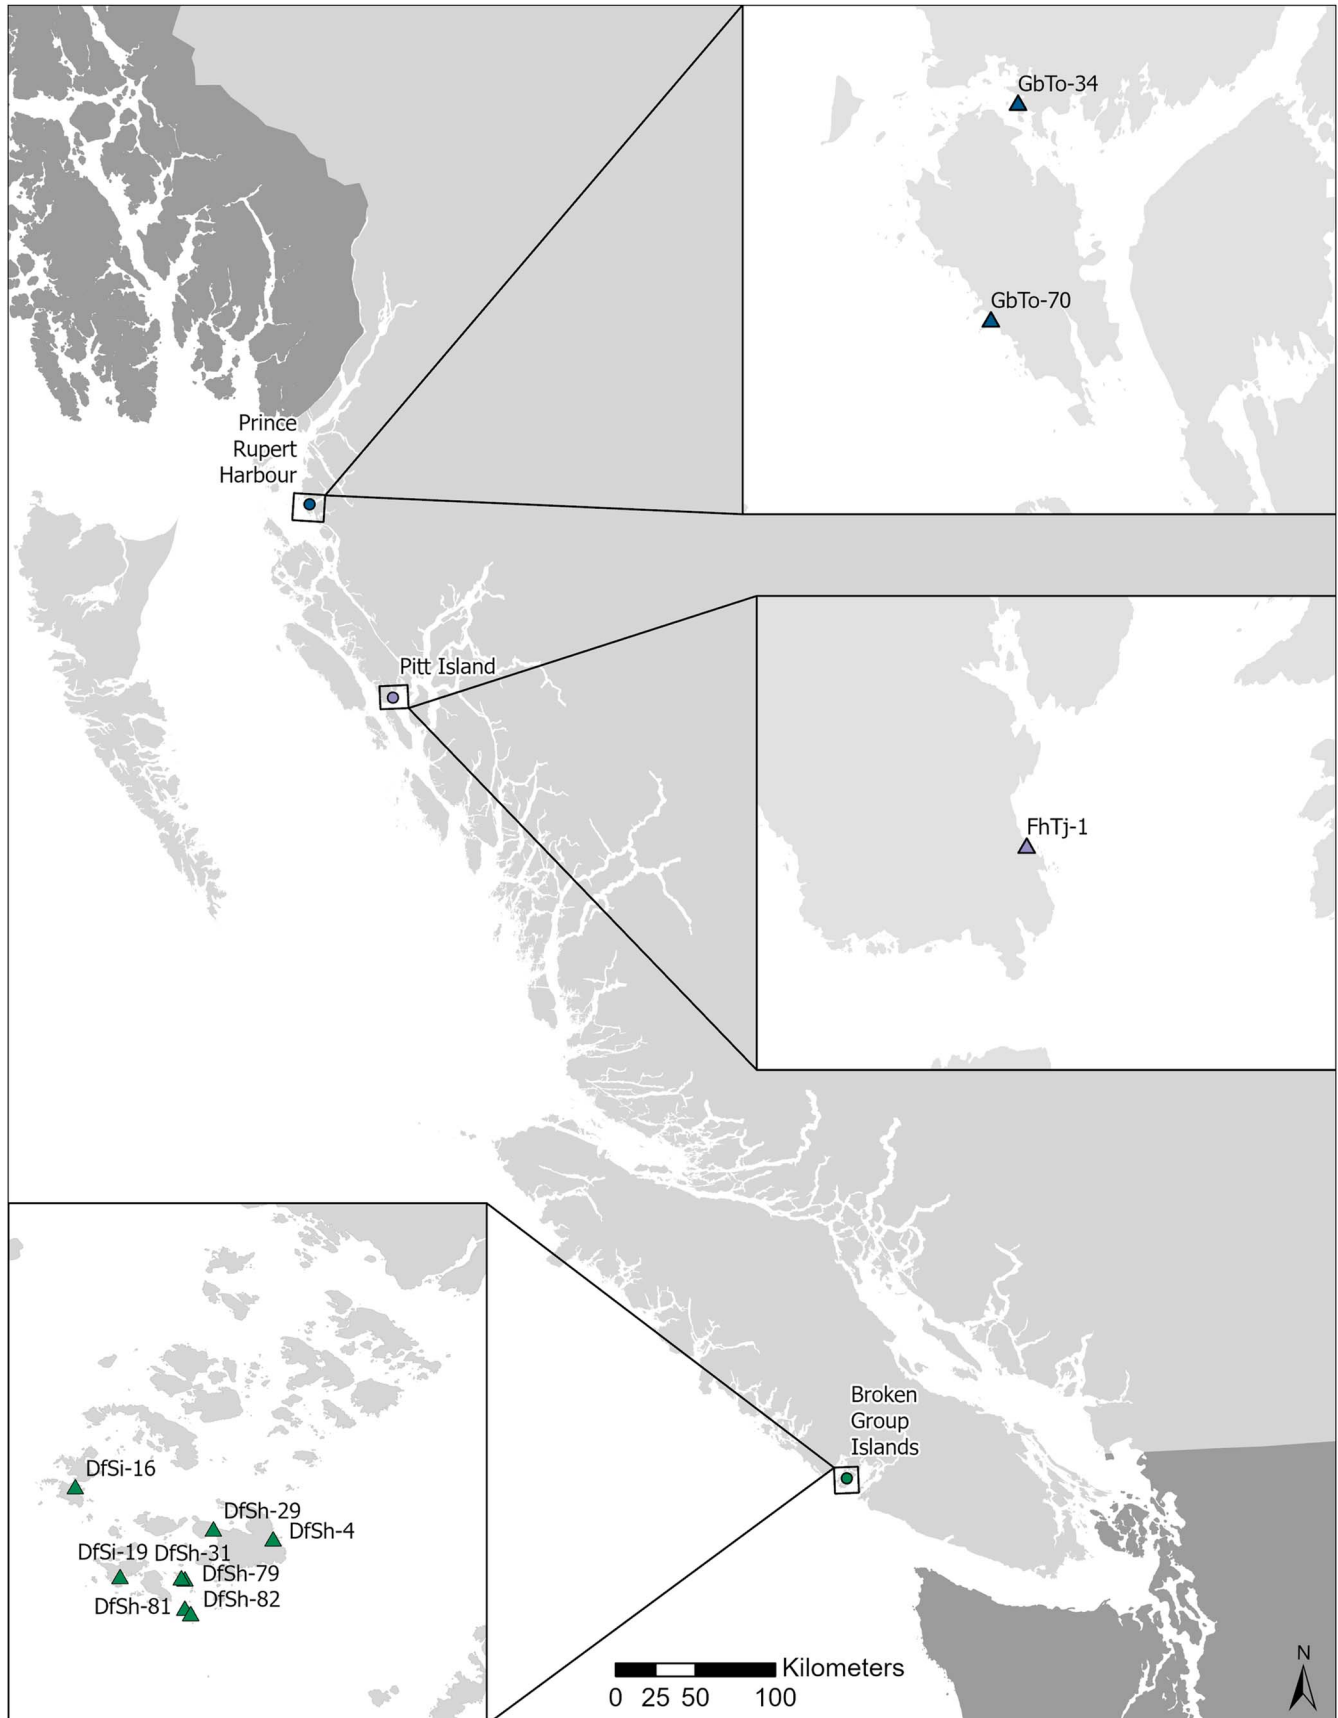 GbTo-34
GbTo-70
Prince
Rupert
Harbour
Pitt Island
FhTj-1
Broken
Group
Islands
DfSi-16
DfSh-29
DfSh-4
DfSi-19 DfSh-31
DfSh-79
DfSh-82
DfSh-81
Kilometers
0 25 50 100
N